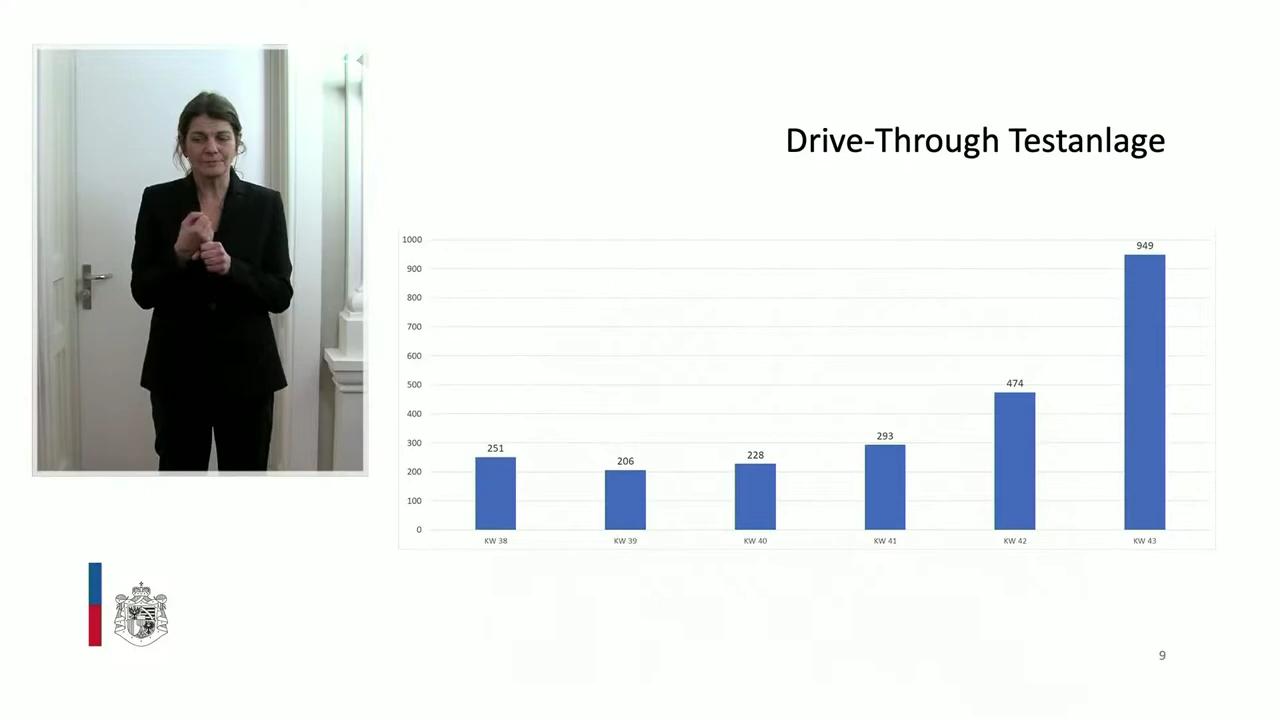 Drive-Through Testanlage
1000
900
800
700
600
500
400
300
200
100
0
251
206
228
293
474
949
KW 38
KW 39
KW 40
KW 41
KW 42
KW 43
9